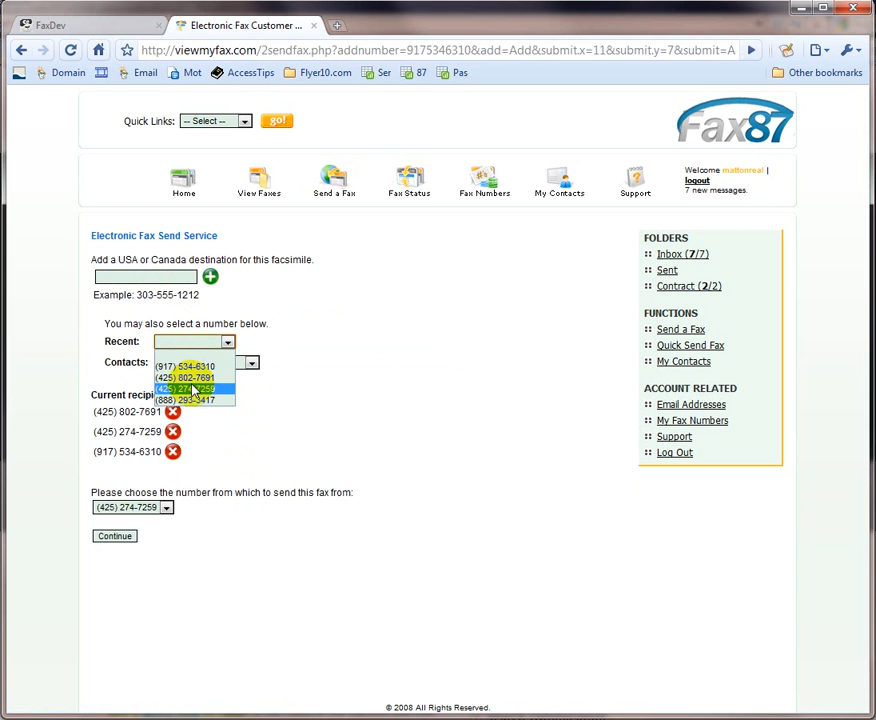 FaxDev
Electronic Fax Customer ...
http://viewmyfax.com/2sendfax.php?addnumber=9175346310&add=Add&submit.x=11&submit.y=7&submit=A
Domain
Email
Mot
AccessTips
Flyer10.com
Ser
87
Pas
Other bookmarks
Quick Links: -- Select -- go!
Fax87
Home
View Faxes
Send a Fax
Fax Status
Fax Numbers
My Contacts
Support
Welcome mattonreal |
logout
7 new messages.
Electronic Fax Send Service
Add a USA or Canada destination for this facsimile.
Example: 303-555-1212
You may also select a number below.
Recent:
Contacts:
(917) 534-6310
(425) 802-7691
(425) 274-7259
(888) 293-3417
Current recipi
(425) 802-7691
(425) 274-7259
(917) 534-6310
Please choose the number from which to send this fax from:
(425) 274-7259
Continue
FOLDERS
:: Inbox (7/7)
:: Sent
:: Contract (2/2)
FUNCTIONS
:: Send a Fax
:: Quick Send Fax
:: My Contacts
ACCOUNT RELATED
:: Email Addresses
:: My Fax Numbers
:: Support
:: Log Out
© 2008 All Rights Reserved.